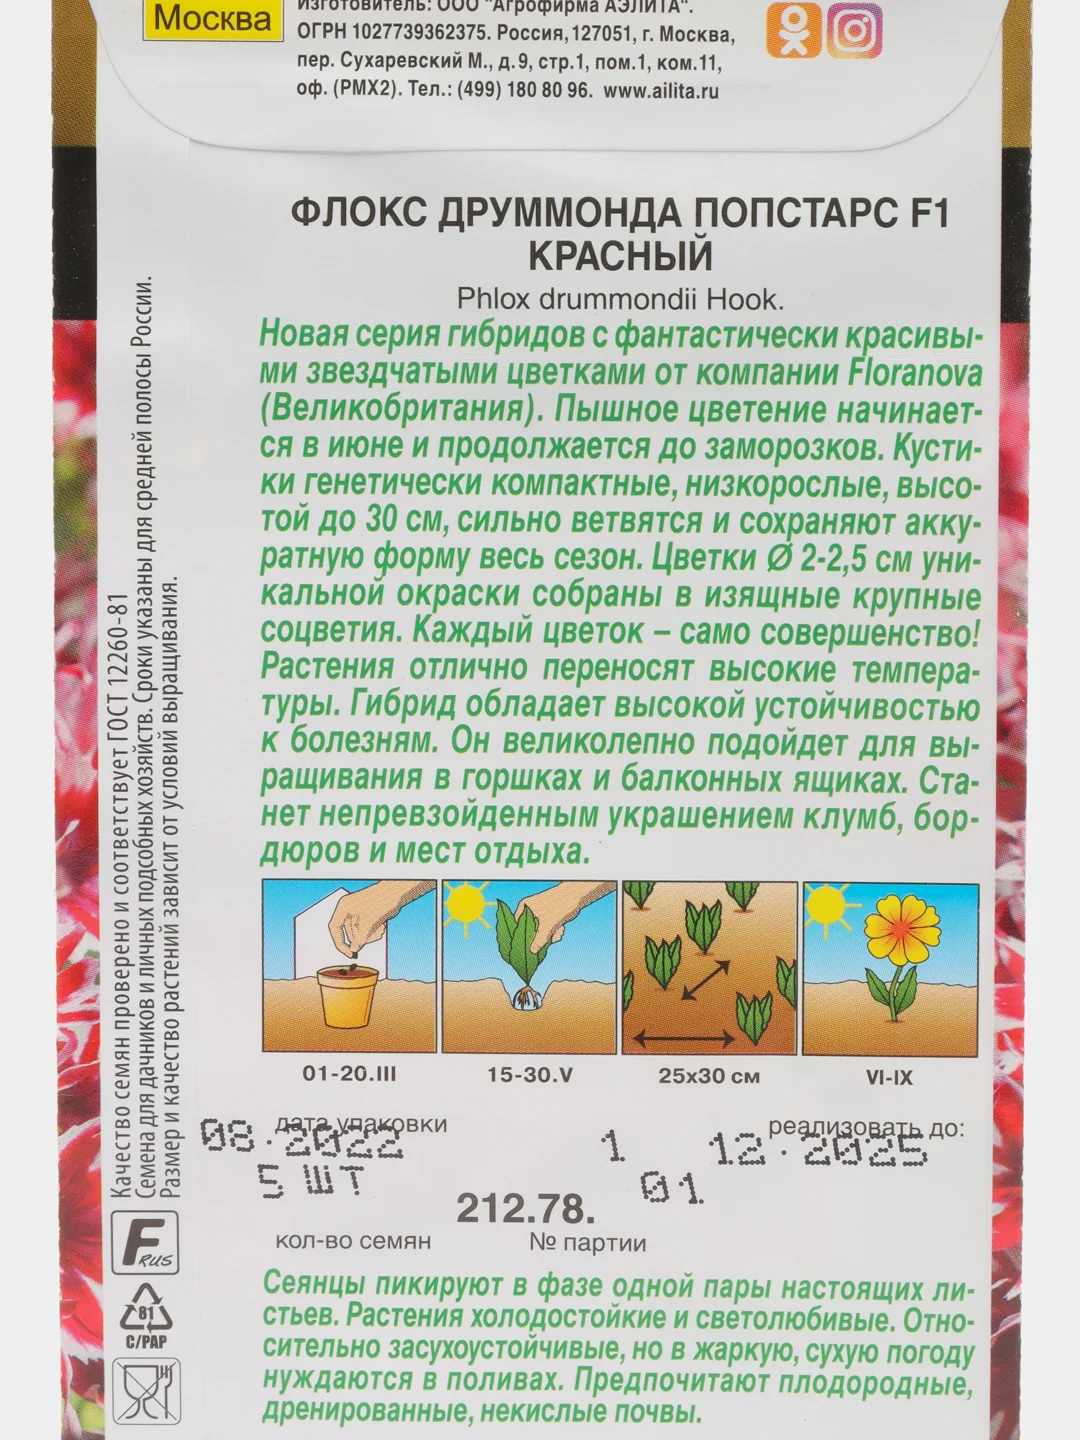 Москва
Изготовитель: ООО "Агрофирма АЭЛИТА".
ОГРН 1027739362375. Россия, 127051, г. Москва,
пер. Сухаревский М., д.9, стр.1, пом.1, ком.11,
оф. (РМХ2). Тел.: (499) 180 80 96. www.ailita.ru
ФЛОКС ДРУММОНДА ПОПСТАРС F1
КРАСНЫЙ
Phlox drummondii Hook.
Новая серия гибридов с фантастически красивы-
ми звездчатыми цветками от компании Floranova
(Великобритания). Пышное цветение начинает-
ся в июне и продолжается до заморозков. Кусти-
ки генетически компактные, низкорослые, высо-
той до 30 см, сильно ветвятся и сохраняют акку-
ратную форму весь сезон. Цветки Ø 2-2,5 см уни-
кальной окраски собраны в изящные крупные
соцветия. Каждый цветок – само совершенство!
Растения отлично переносят высокие темпера-
туры. Гибрид обладает высокой устойчивостью
к болезням. Он великолепно подойдет для вы-
ращивания в горшках и балконных ящиках. Ста-
нет непревзойденным украшением клумб, бор-
дюров и мест отдыха.
01-20.III
15-30.V
25х30 см
VI-IX
дата упаковки
реализовать до:
08.2022
1
12.2025
5 ШТ
01
212.78.
кол-во семян
№ партии
Сеянцы пикируют в фазе одной пары настоящих ли-
стьев. Растения холодостойкие и светолюбивые. Отно-
сительно засухоустойчивые, но в жаркую, сухую погоду
нуждаются в поливах. Предпочитают плодородные,
дренированные, некислые почвы.
Качество семян проверено и соответствует ГОСТ 12260-81
Семена для дачников и личных подсобных хозяйств. Сроки указаны для средней полосы России.
Размер и качество растений зависит от условий выращивания.
F RUS
81
C/PAP